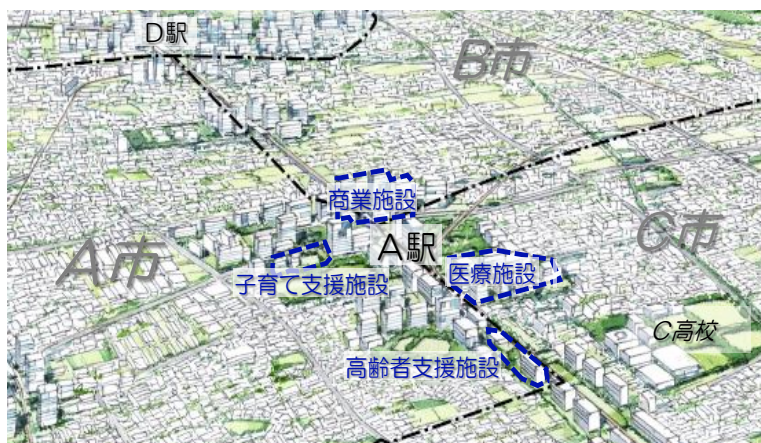 D駅
B市
商業施設
A市
A駅
C市
子育て支援施設
医療施設
C高校
高齢者支援施設